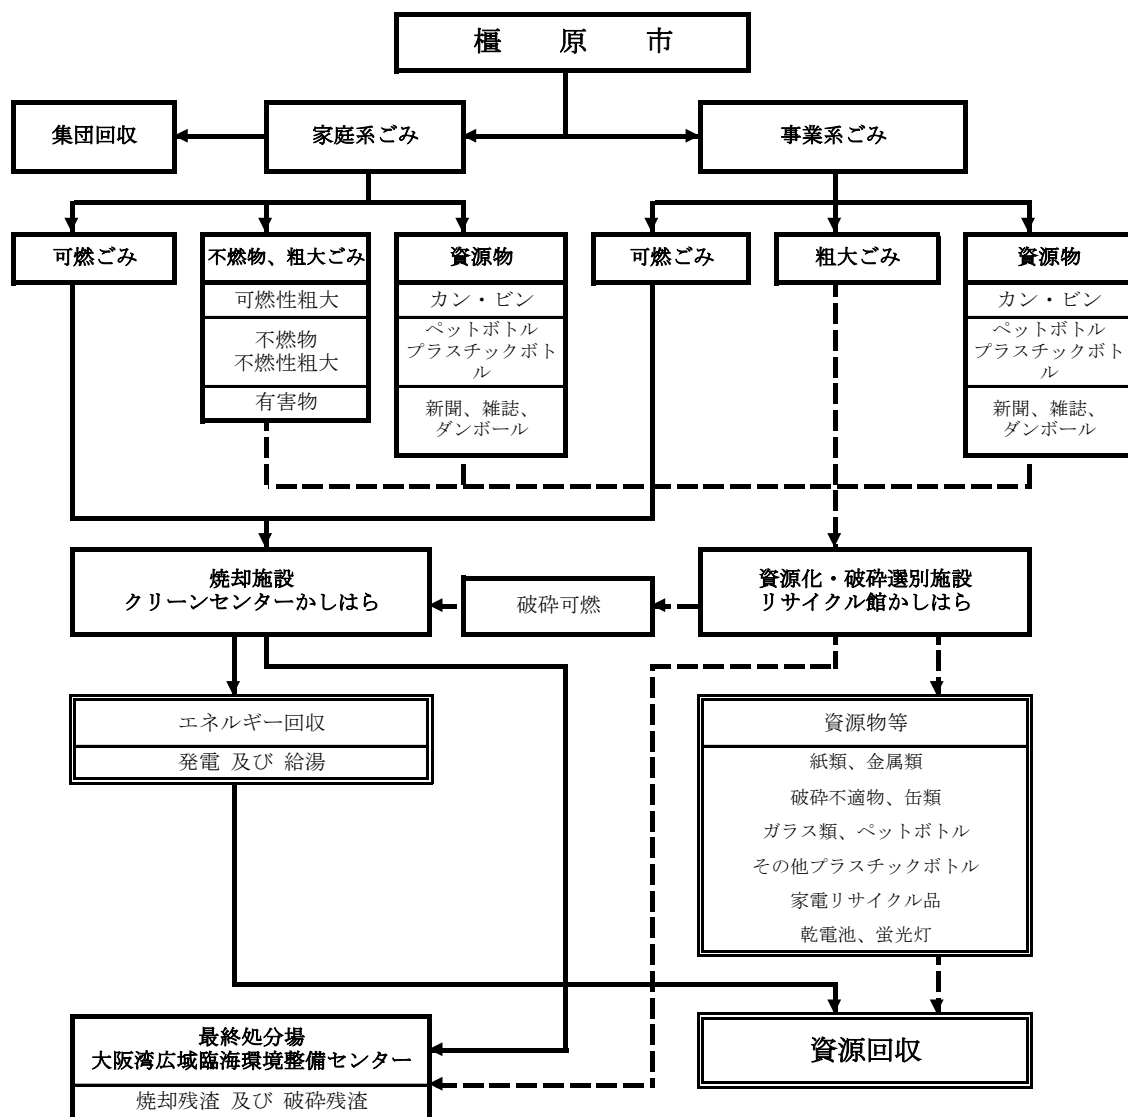 橿　原　市
集団回収
家庭系ごみ
事業系ごみ
可燃ごみ
不燃物、粗大ごみ
可燃性粗大
不燃物
不燃性粗大
有害物
資源物
カン・ビン
ペットボトル
プラスチックボト
ル
新聞、雑誌、
ダンボール
可燃ごみ
粗大ごみ
資源物
カン・ビン
ペットボトル
プラスチックボト
ル
新聞、雑誌、
ダンボール
焼却施設
クリーンセンターかしはら
破砕可燃
資源化・破砕選別施設
リサイクル館かしはら
エネルギー回収
発電 及び 給湯
資源物等
紙類、金属類
破砕不適物、缶類
ガラス類、ペットボトル
その他プラスチックボトル
家電リサイクル品
乾電池、蛍光灯
最終処分場
大阪湾広域臨海環境整備センター
焼却残渣 及び 破砕残渣
資源回収